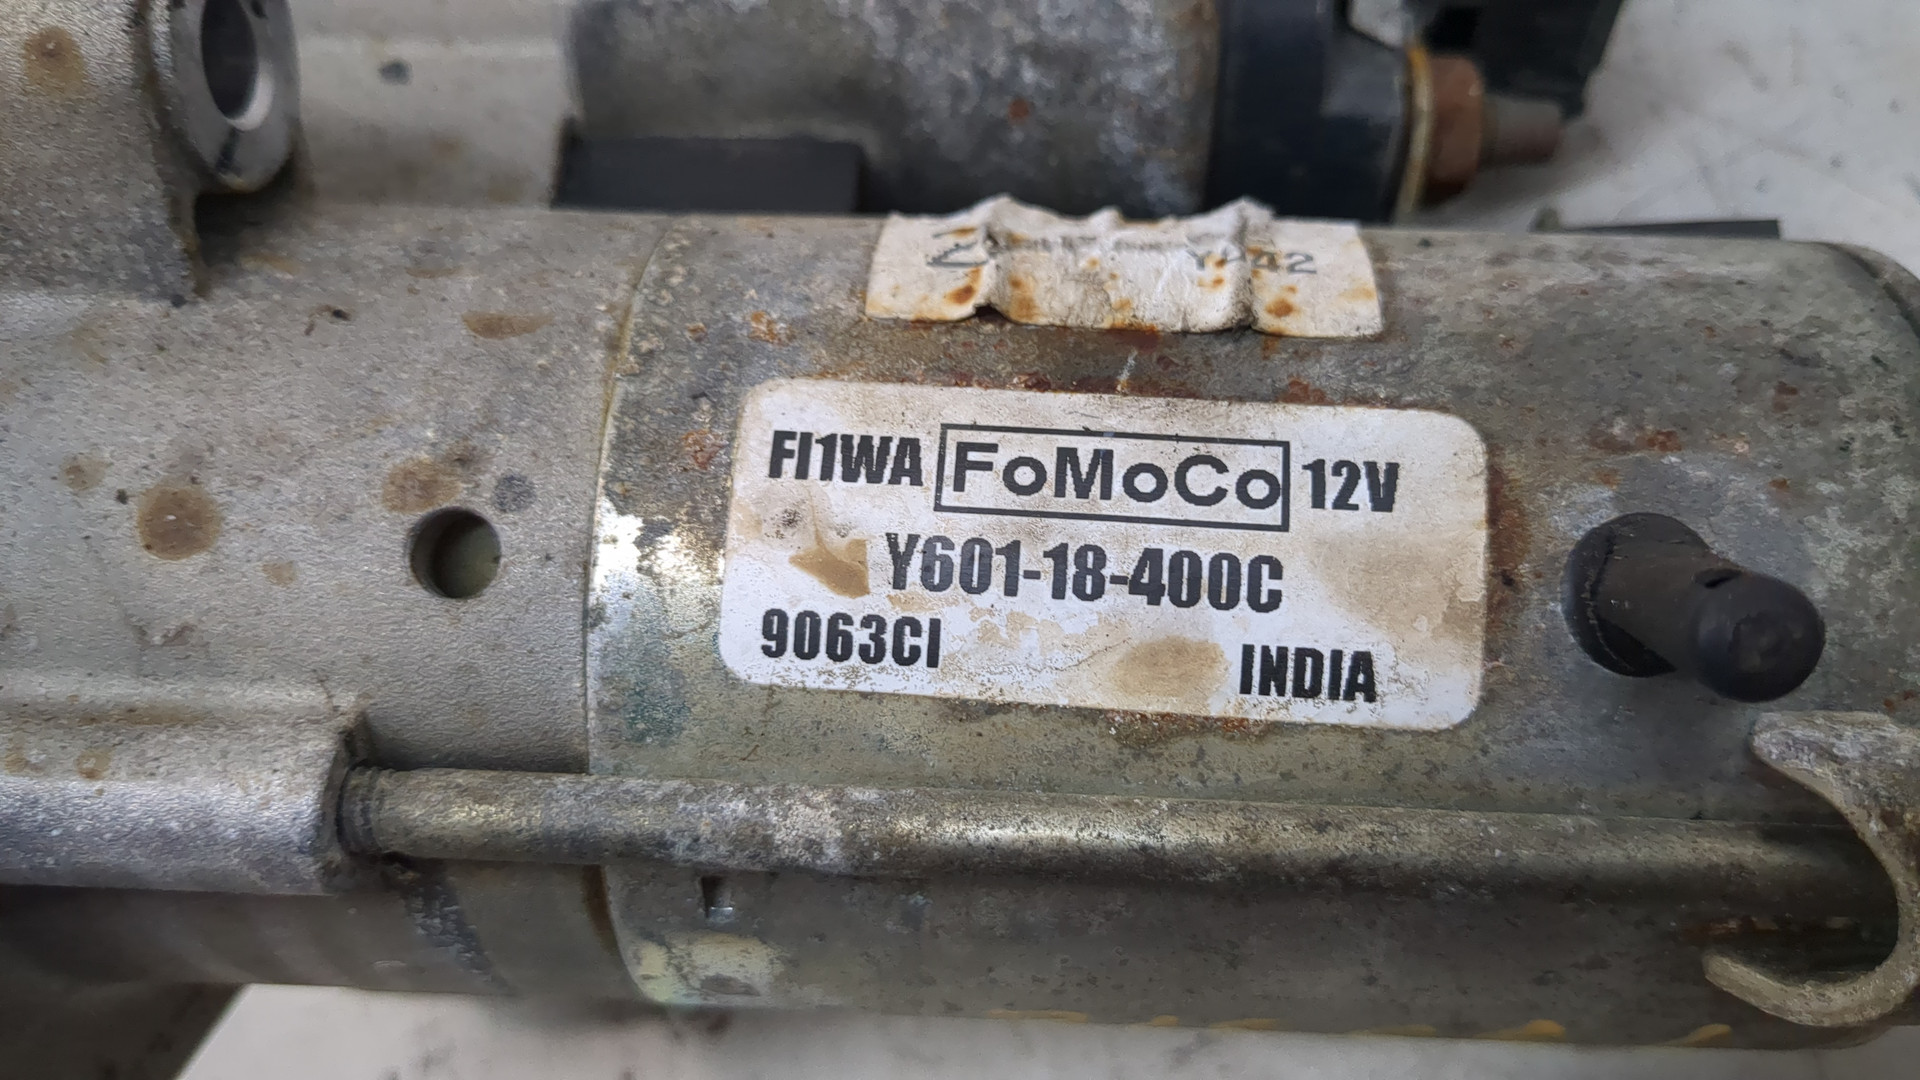 FI1WA FoMoCo 12V
Y601-18-400C
9063CI INDIA